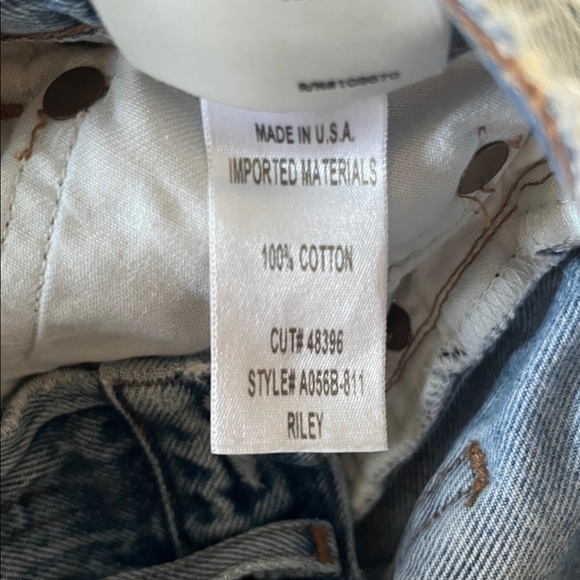 MADE IN U.S.A.
IMPORTED MATERIALS
100% COTTON
CUT# 48396
STYLE# A056B-811
RILEY